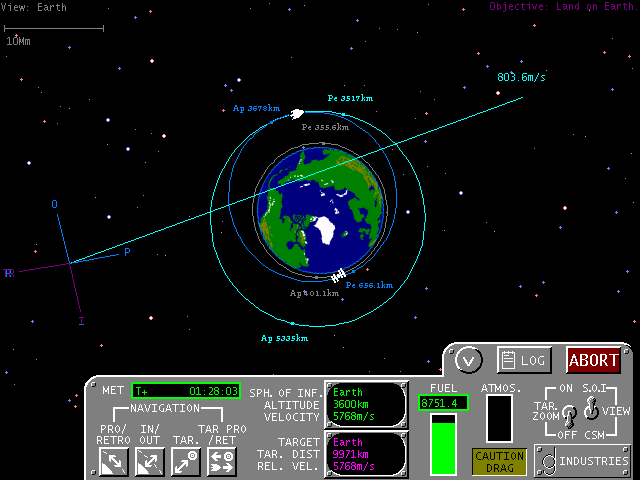 View: Earth
Objective: Land on Earth.
10Mm
803.6m/s
Pe 3517km
Ap 3678km
Pe 355.6km
O
P
I
Pe 656.1km
Ap 401.1km
Ap 5335km
LOG
ABORT
MET T+ 01:28:03
NAVIGATION
PRO/ RETRO
IN/ OUT
TAR.
TAR PRO /RET
SPH. OF INF. Earth
ALTITUDE 3600km
VELOCITY 5768m/s
TARGET Earth
TAR. DIST 9971km
REL. VEL. 5768m/s
FUEL
8751.4
ATMOS.
CAUTION
DRAG
ON S.O.I
TAR. ZOOM
VIEW
OFF CSM
g INDUSTRIES